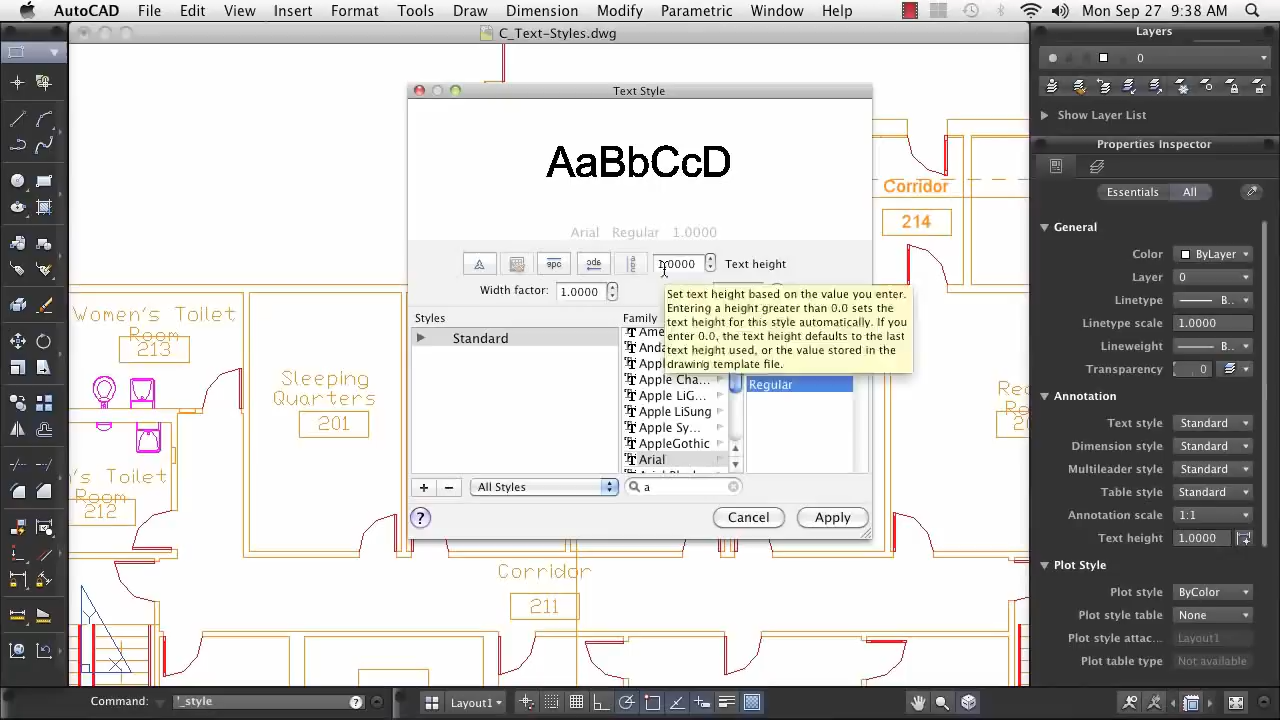 AutoCAD File Edit View Insert Format Tools Draw Dimension Modify Parametric Window Help Mon Sep 27 9:38 AM
C_Text-Styles.dwg
Layers
0
Show Layer List
Properties Inspector
Essentials All
General
Color ByLayer
Layer 0
Linetype B..
Linetype scale 1.0000
Lineweight B..
Transparency 0
Annotation
Text style Standard
Dimension style Standard
Multileader style Standard
Table style Standard
Annotation scale 1:1
Text height 1.0000
Plot Style
Plot style ByColor
Plot style table None
Plot style attac... Layout1
Plot table type Not available
Text Style
AaBbCcD
Arial Regular 1.0000
abc
1.0000 Text height
Width factor: 1.0000
Set text height based on the value you enter.
Entering a height greater than 0.0 sets the
text height for this style automatically. If you
enter 0.0, the text height defaults to the last
text height used, or the value stored in the
drawing template file.
Styles
Standard
Family
Apple Cha...
Apple LiG...
Apple LiSung
Apple Sy...
AppleGothic
Arial
Regular
+ −
All Styles
a
?
Cancel
Apply
Corridor
214
Women's Toilet
Room
213
Sleeping
Quarters
201
n's Toilet
Room
212
Corridor
211
Command: '_style
?
Layout1